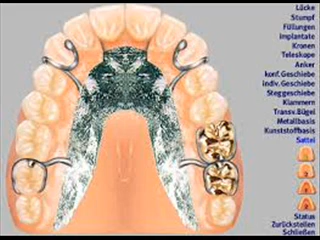 Lücke
Stumpf
Füllungen
Implantate
Kronen
Teleskope
Anker
konf.Geschiebe
indiv.Geschiebe
Steggeschiebe
Klammern
Transv.Bügel
Metallbasis
Kunststoffbasis
Sattel
Status
Zurückstellen
Schließen